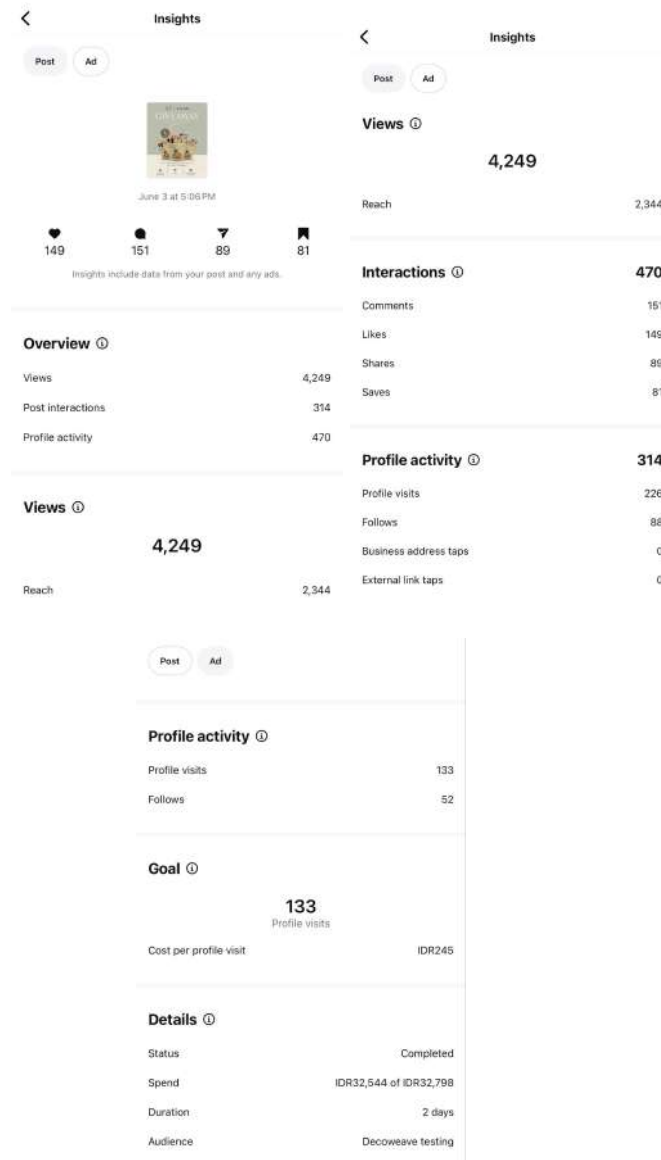 Insights
Post Ad
GIVEAWAY
June 3 at 5:06 PM
149 151 89 81
Insights include data from your post and any ads.
Overview
Views 4,249
Post interactions 314
Profile activity 470
Views
4,249
Reach 2,344
Insights
Post Ad
Views
4,249
Reach 2,344
Interactions 470
Comments 151
Likes 149
Shares 89
Saves 81
Profile activity 314
Profile visits 226
Follows 88
Business address taps 0
External link taps 0
Post Ad
Profile activity
Profile visits 133
Follows 52
Goal
133
Profile visits
Cost per profile visit IDR245
Details
Status Completed
Spend IDR32,544 of IDR32,798
Duration 2 days
Audience Decoweave testing